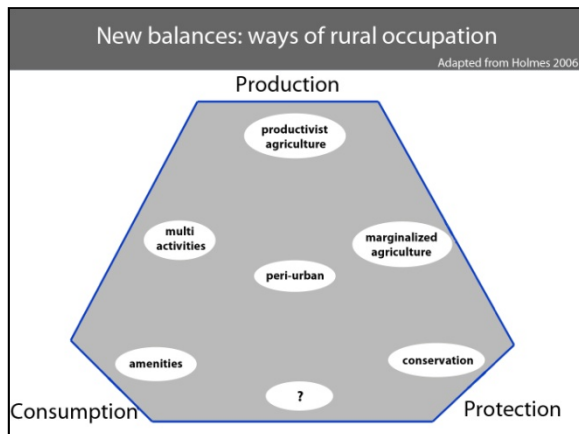 New balances: ways of rural occupation
Adapted from Holmes 2006
Production
productivist
agriculture
multi
activities
marginalized
agriculture
peri-urban
amenities
conservation
?
Consumption
Protection